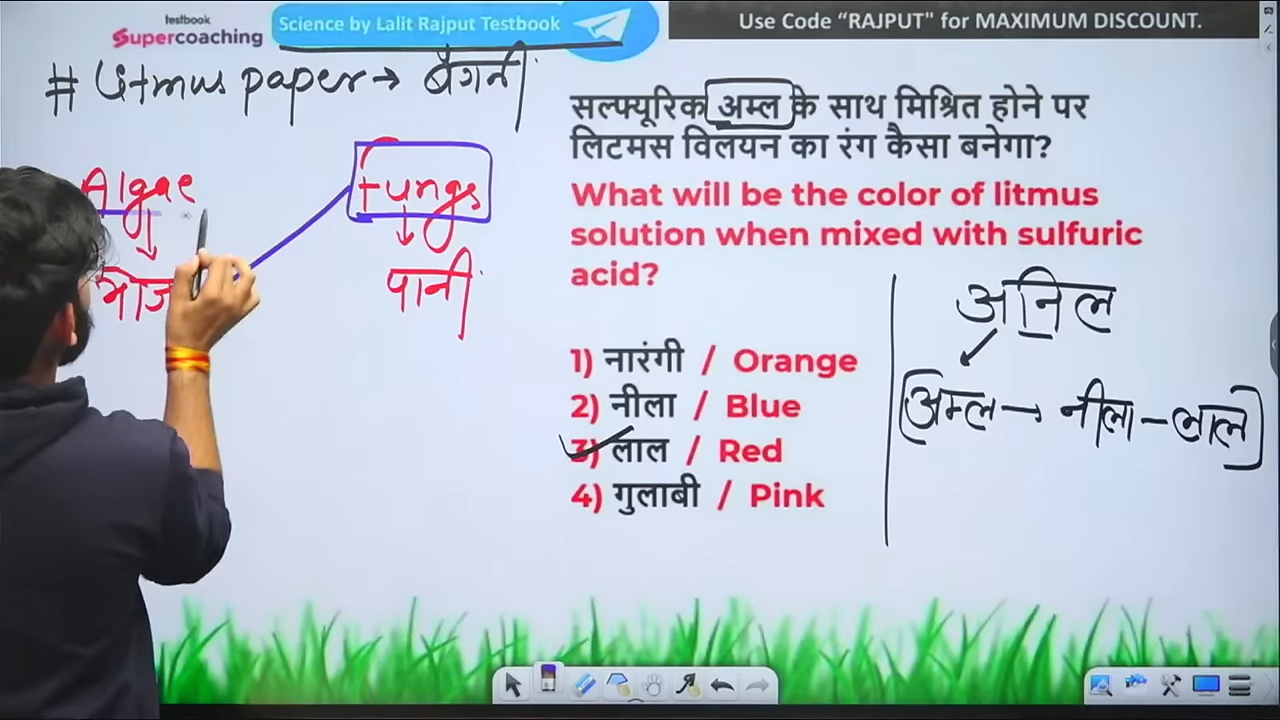 testbook
Supercoaching
Science by Lalit Rajput Testbook
Use Code “RAJPUT" for MAXIMUM DISCOUNT.
# Litmus paper → बैगनी
Algae
Fungs
पानी
सल्फ्यूरिक अम्ल के साथ मिश्रित होने पर
लिटमस विलयन का रंग कैसा बनेगा?
What will be the color of litmus
solution when mixed with sulfuric
acid?
1) नारंगी / Orange
2) नीला / Blue
3) लाल / Red
4) गुलाबी / Pink
अनिल
[अम्ल → नीला - लाल]